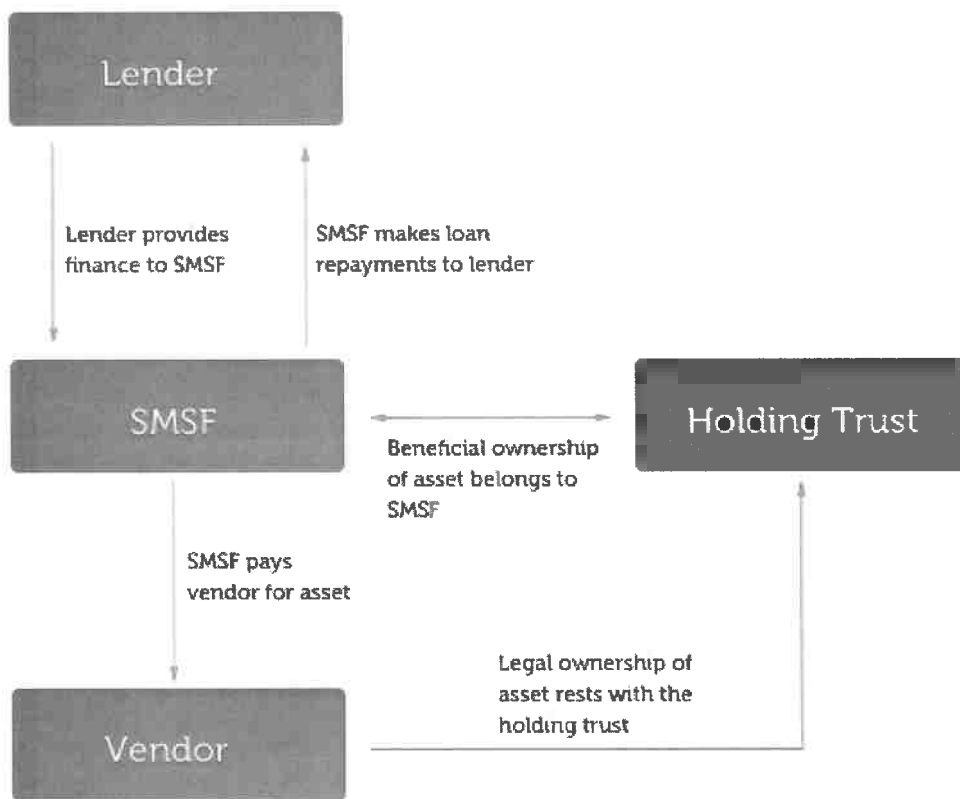 Lender
Lender provides
finance to SMSF
SMSF makes loan
repayments to lender
SMSF
Holding Trust
Beneficial ownership
of asset belongs to
SMSF
SMSF pays
vendor for asset
Legal ownership of
asset rests with the
holding trust
Vendor